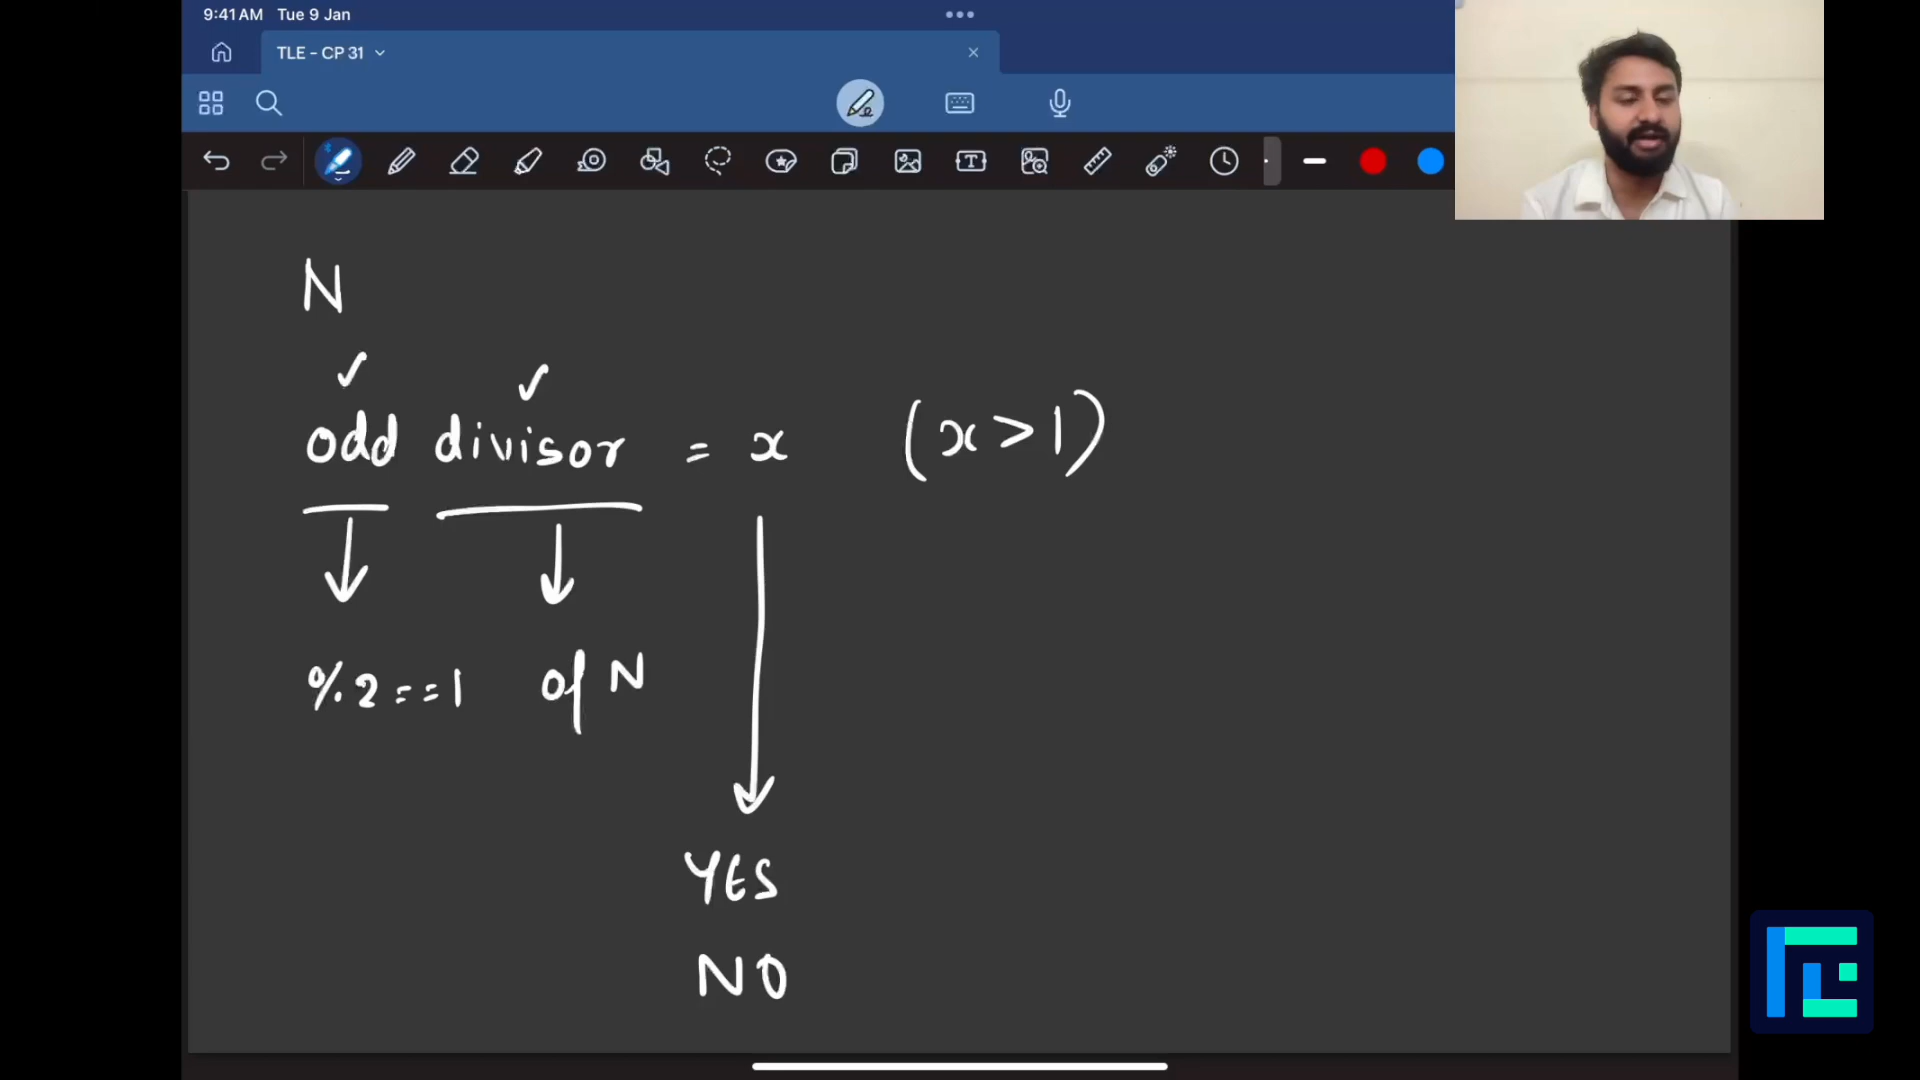 9:41 AM Tue 9 Jan
TLE - CP 31
N
odd divisor = x (x > 1)
%2 = = 1 of N
YES
NO